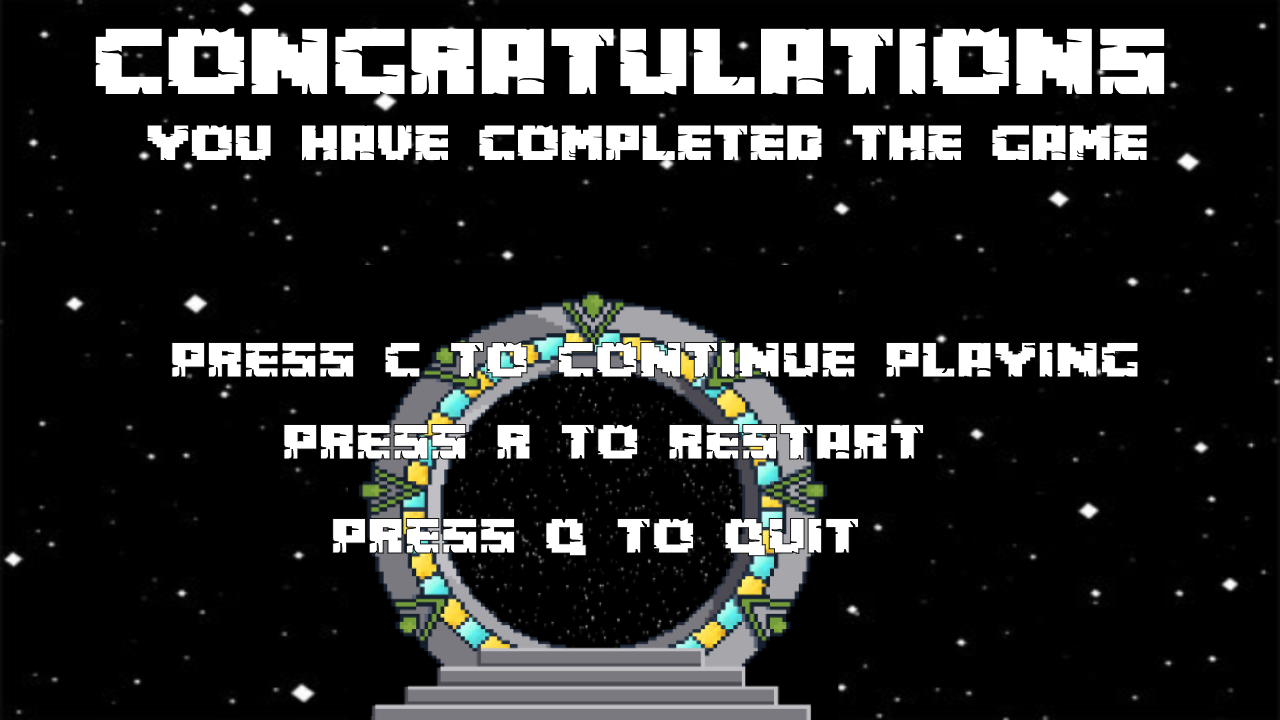 CONGRATULATIONS
YOU HAVE COMPLETED THE GAME
PRESS C TO CONTINUE PLAYING
PRESS R TO RESTART
PRESS Q TO QUIT